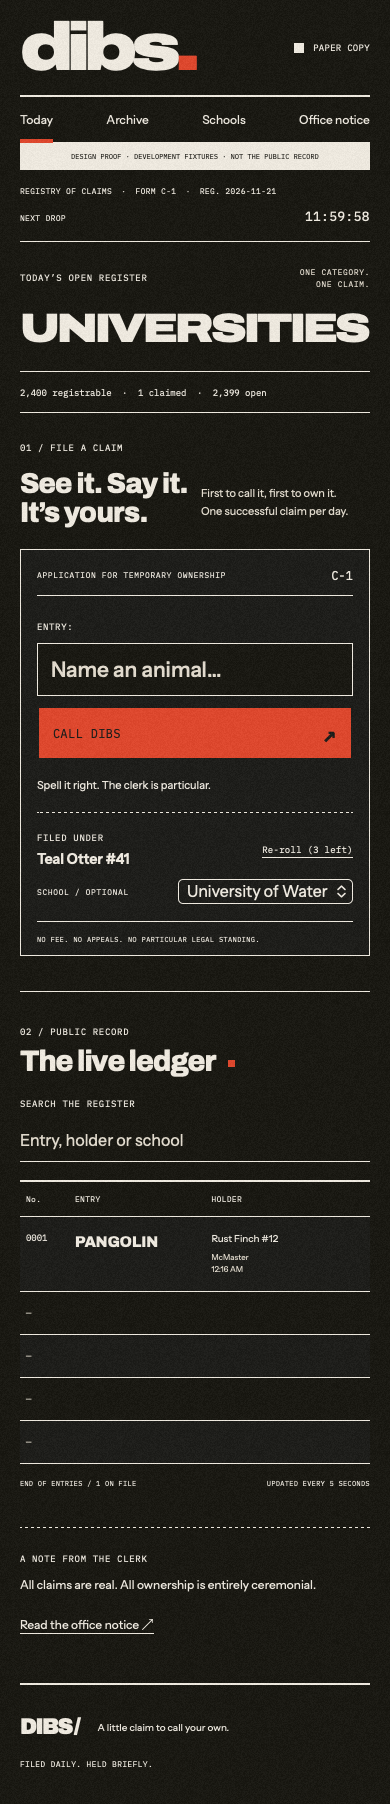 dibs.
PAPER COPY
Today Archive Schools Office notice
DESIGN PROOF · DEVELOPMENT FIXTURES · NOT THE PUBLIC RECORD
REGISTRY OF CLAIMS · FORM C-1 · REG. 2026-11-21
NEXT DROP 11:59:58
TODAY'S OPEN REGISTER
ONE CATEGORY.
ONE CLAIM.
UNIVERSITIES
2,400 registrable · 1 claimed · 2,399 open
01 / FILE A CLAIM
See it. Say it.
It's yours.
First to call it, first to own it.
One successful claim per day.
APPLICATION FOR TEMPORARY OWNERSHIP C-1
ENTRY:
Name an animal…
CALL DIBS ↗
Spell it right. The clerk is particular.
FILED UNDER
Teal Otter #41
Re-roll (3 left)
SCHOOL / OPTIONAL University of Water
NO FEE. NO APPEALS. NO PARTICULAR LEGAL STANDING.
02 / PUBLIC RECORD
The live ledger
SEARCH THE REGISTER
Entry, holder or school
No. ENTRY HOLDER
0001 PANGOLIN Rust Finch #12
McMaster
12:16 AM
—
—
—
—
END OF ENTRIES / 1 ON FILE UPDATED EVERY 5 SECONDS
A NOTE FROM THE CLERK
All claims are real. All ownership is entirely ceremonial.
Read the office notice ↗
DIBS/ A little claim to call your own.
FILED DAILY. HELD BRIEFLY.